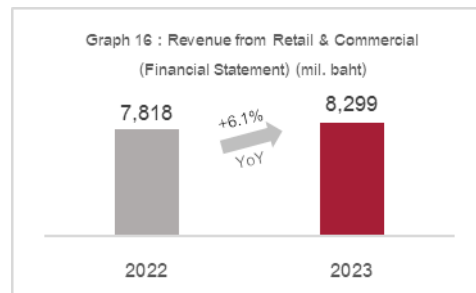 Graph 16 : Revenue from Retail & Commercial
(Financial Statement) (mil. baht)
7,818
+6.1%
YoY
8,299
2022
2023